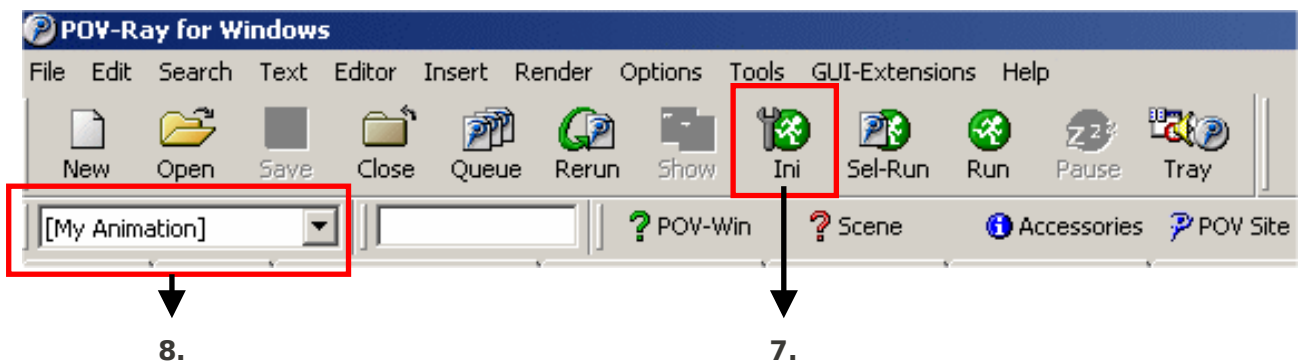 POV-Ray for Windows
File Edit Search Text Editor Insert Render Options Tools GUI-Extensions Help
New Open Save Close Queue Rerun Show Ini Sel-Run Run Pause Tray
[My Animation] ? POV-Win ? Scene Accessories POV Site
8. 7.